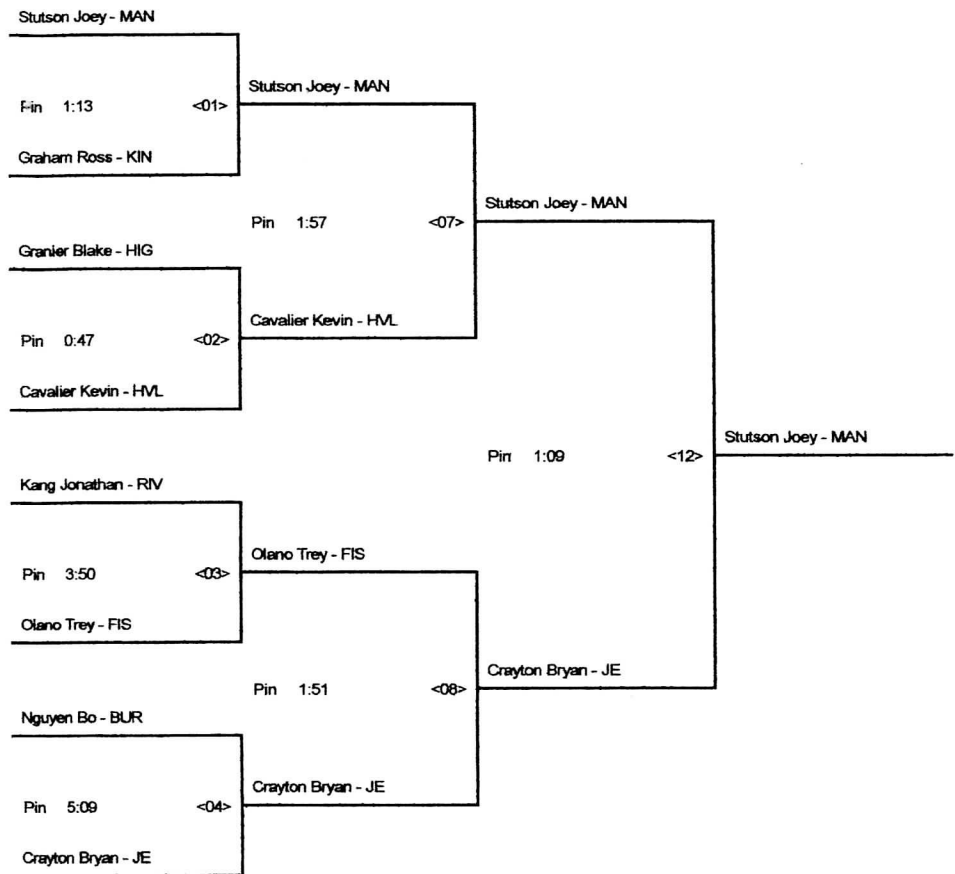 Stutson Joey - MAN
Stutson Joey - MAN
Pin 1:13 <01>
Graham Ross - KIN
Stutson Joey - MAN
Pin 1:57 <07>
Granier Blake - HIG
Cavalier Kevin - HVL
Pin 0:47 <02>
Cavalier Kevin - HVL
Stutson Joey - MAN
Pin 1:09 <12>
Kang Jonathan - RIV
Olano Trey - FIS
Pin 3:50 <03>
Olano Trey - FIS
Crayton Bryan - JE
Pin 1:51 <08>
Nguyen Bo - BUR
Crayton Bryan - JE
Pin 5:09 <04>
Crayton Bryan - JE